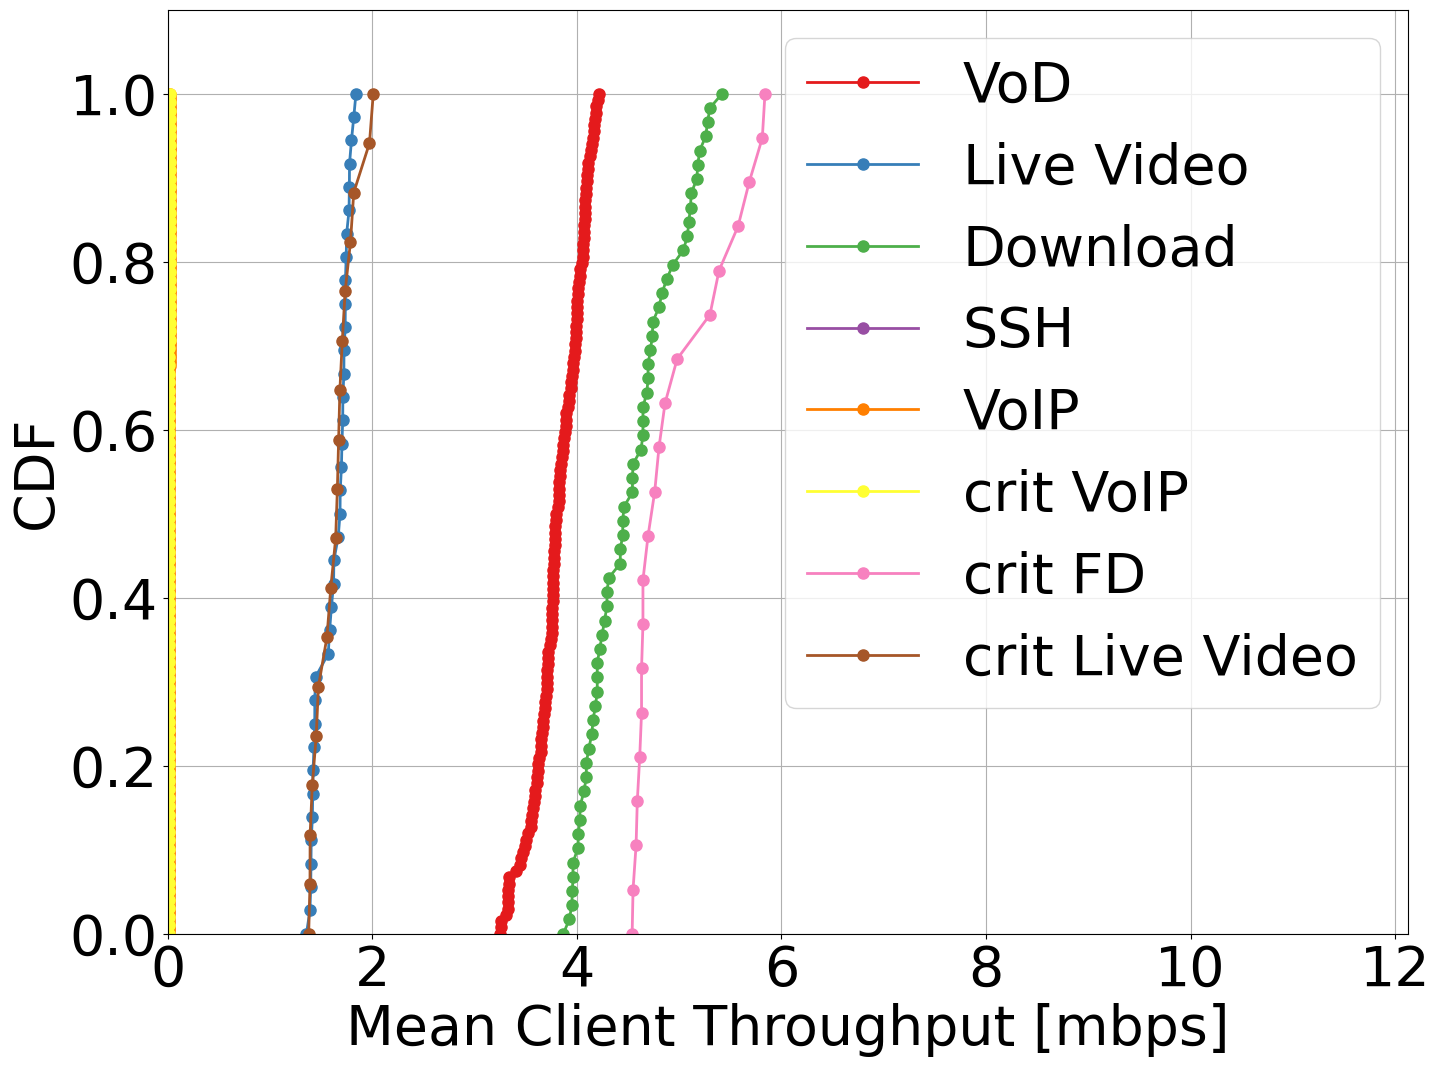 1.0
0.8
0.6
0.4
0.2
0.0
CDF
0 2 4 6 8 10 12
Mean Client Throughput [mbps]
VoD
Live Video
Download
SSH
VoIP
crit VoIP
crit FD
crit Live Video